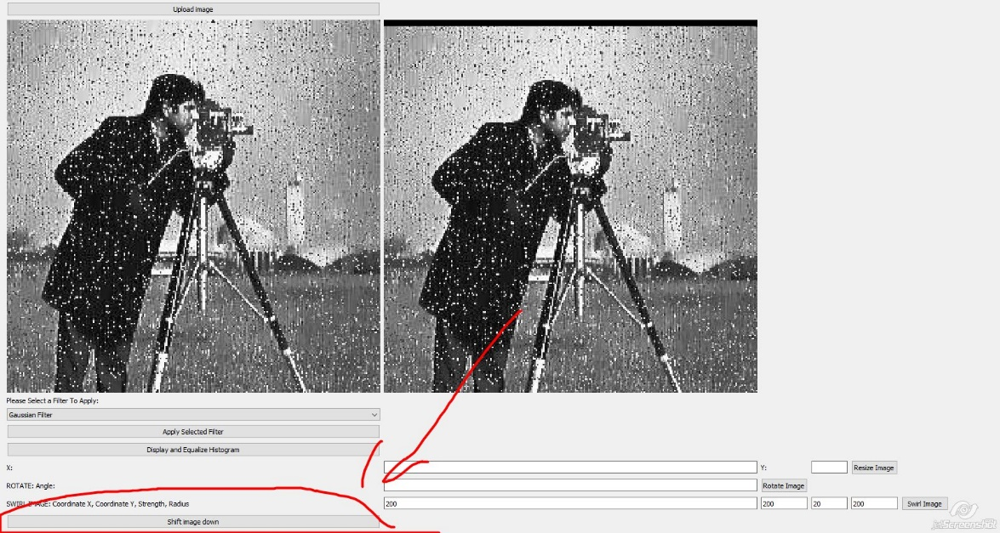 Upload image
Please Select a Filter To Apply:
Gaussian Filter
Apply Selected Filter
Display and Equalize Histogram
X: Y: Resize Image
ROTATE: Angle: Rotate Image
SWIRL IMAGE: Coordinate X, Coordinate Y, Strength, Radius 200 200 20 200 Swirl Image
Shift image down
jetScreenshot